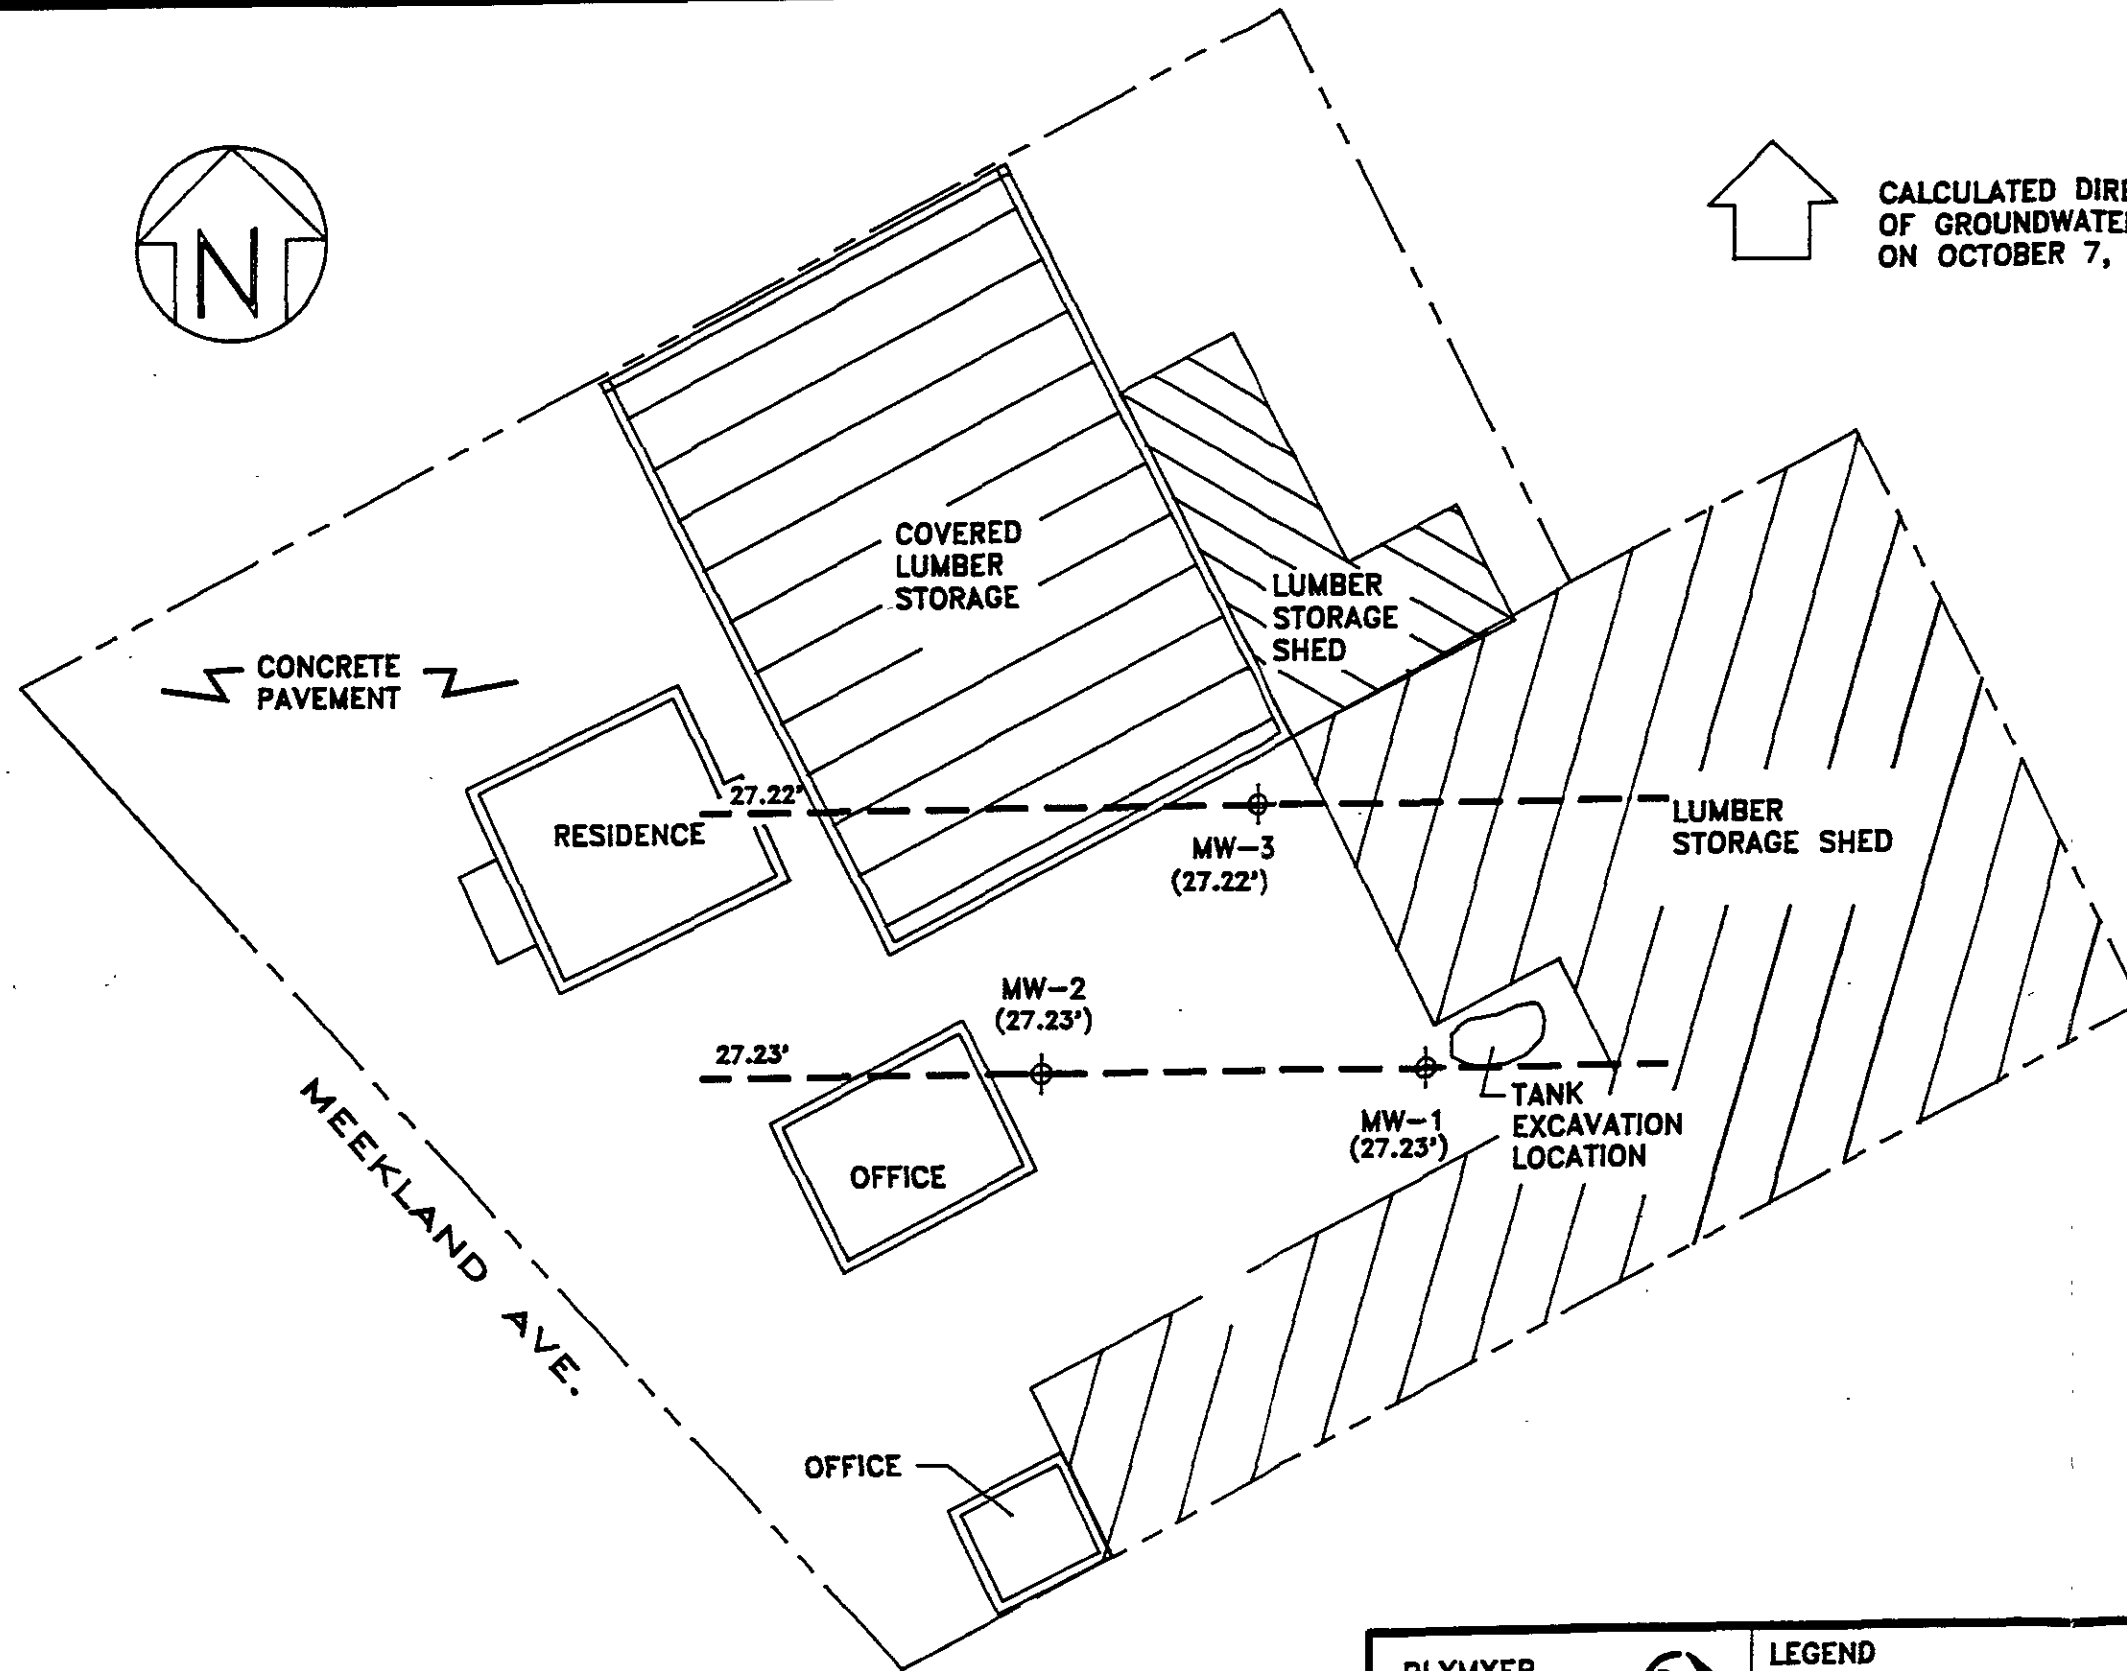 N
CALCULATED
OF
ON OCTOBER 7,
COVERED
LUMBER
STORAGE
LUMBER
STORAGE
SHED
CONCRETE
PAVEMENT
27.22'
RESIDENCE
LUMBER
STORAGE SHED
MW-3
(27.22')
MW-2
(27.23')
27.23'
TANK
EXCAVATION
LOCATION
MW-1
(27.23')
OFFICE
MEEKLAND AVE.
OFFICE
LEGEND